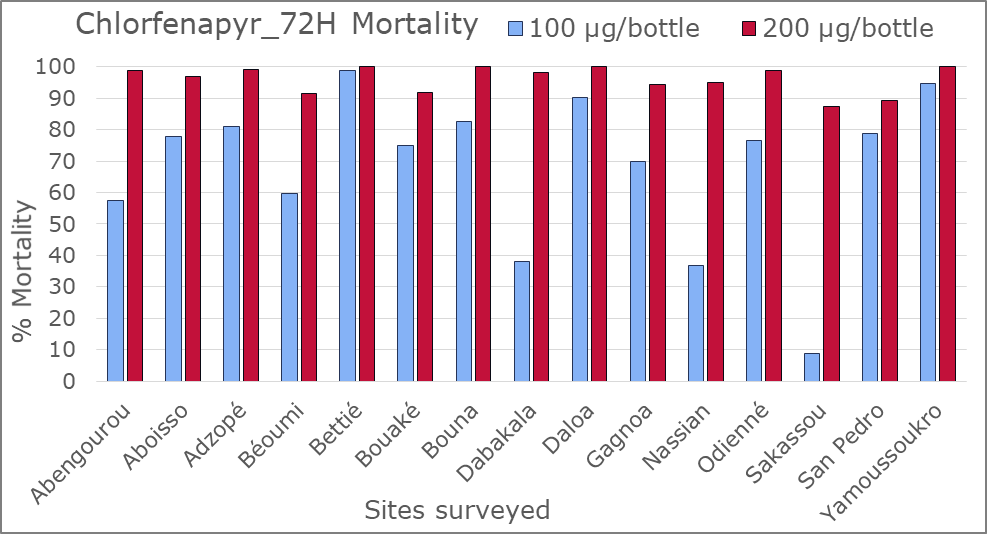 Chlorfenapyr_72H Mortality
100 µg/bottle
200 µg/bottle
% Mortality
100
90
80
70
60
50
40
30
20
10
0
Abengourou
Aboisso
Adzopé
Béoumi
Bettié
Bouaké
Bouna
Dabakala
Daloa
Gagnoa
Nassian
Odienné
Sakassou
San Pedro
Yamoussoukro
Sites surveyed